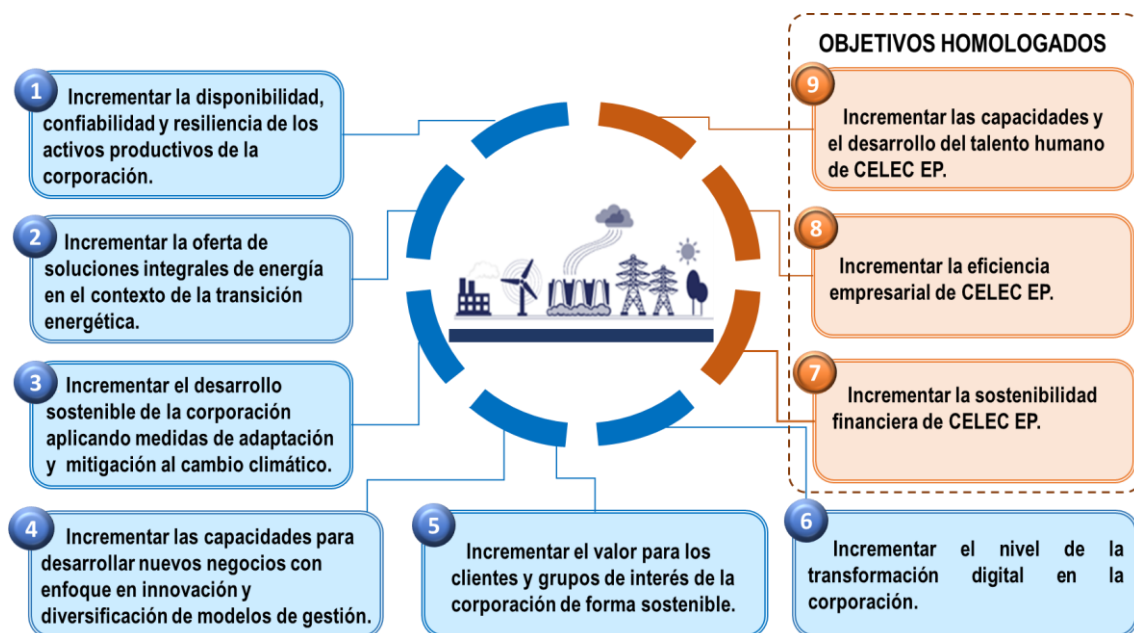 1
Incrementar la disponibilidad,
confiabilidad y resiliencia de los
activos productivos de la
corporación.
2
Incrementar la oferta de
soluciones integrales de energía
en el contexto de la transición
energética.
3
Incrementar el desarrollo
sostenible de la corporación
aplicando medidas de adaptación
y mitigación al cambio climático.
4
Incrementar las capacidades para
desarrollar nuevos negocios con
enfoque en innovación y
diversificación de modelos de gestión.
5
Incrementar el valor para los
clientes y grupos de interés de la
corporación de forma sostenible.
6
Incrementar el nivel de la
transformación digital en la
corporación.
OBJETIVOS HOMOLOGADOS
9
Incrementar las capacidades y
el desarrollo del talento humano
de CELEC EP.
8
Incrementar la eficiencia
empresarial de CELEC EP.
7
Incrementar la sostenibilidad
financiera de CELEC EP.